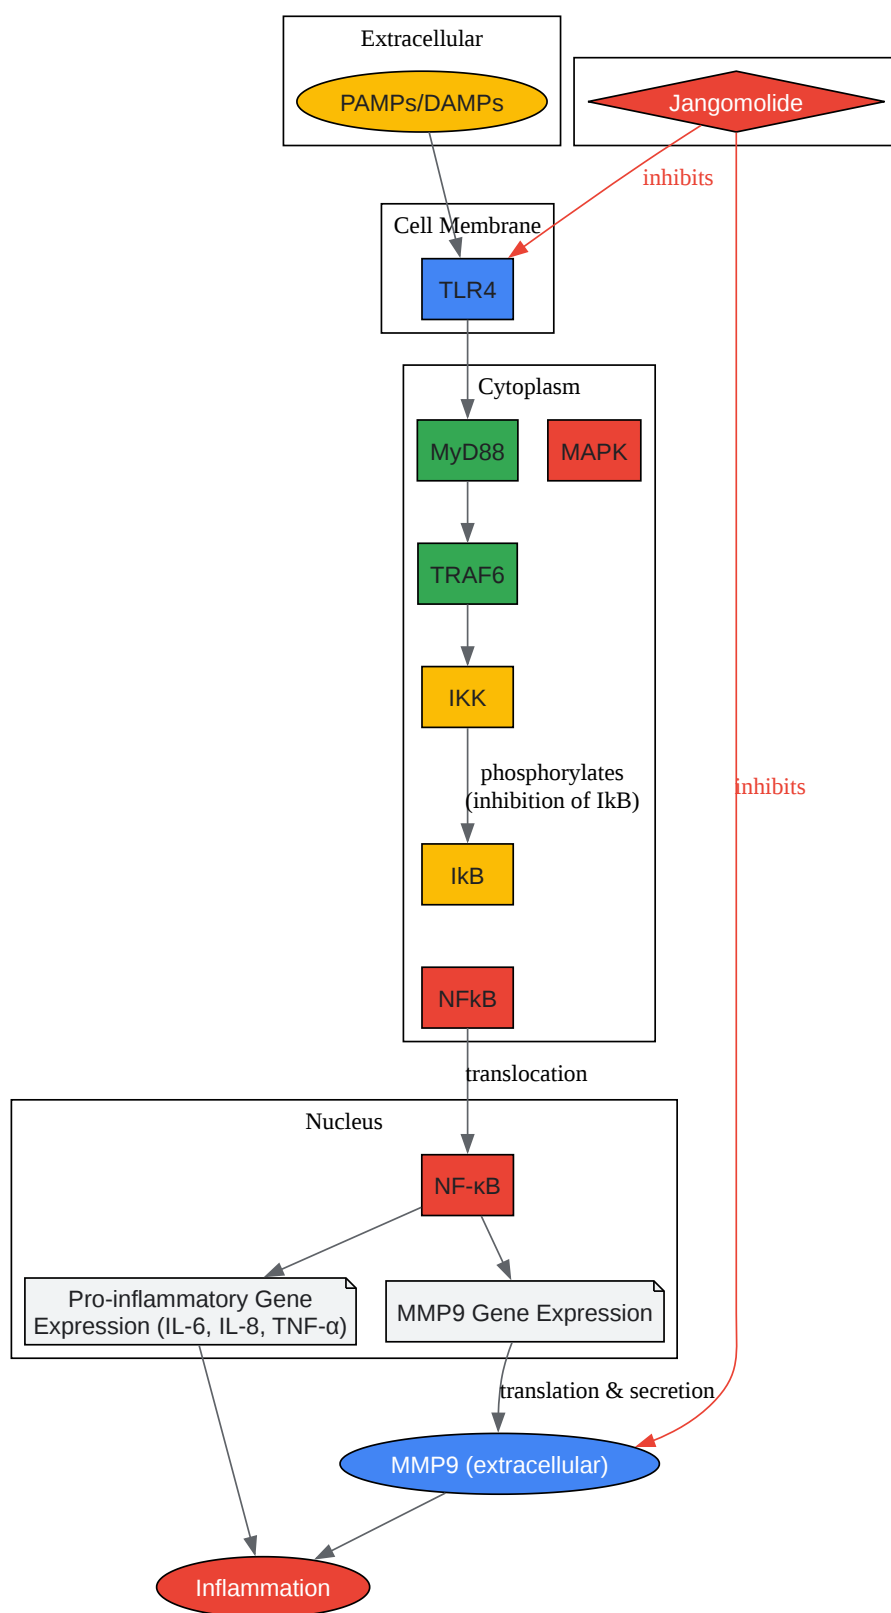 Extracellular
PAMPs/DAMPs
Jangomolide
inhibits
Cell Membrane
TLR4
Cytoplasm
MyD88
MAPK
TRAF6
IKK
phosphorylates
(inhibition of IkB)
inhibits
IkB
NFkB
translocation
Nucleus
NF-κB
Pro-inflammatory Gene
Expression (IL-6, IL-8, TNF-α)
MMP9 Gene Expression
translation & secretion
MMP9 (extracellular)
Inflammation